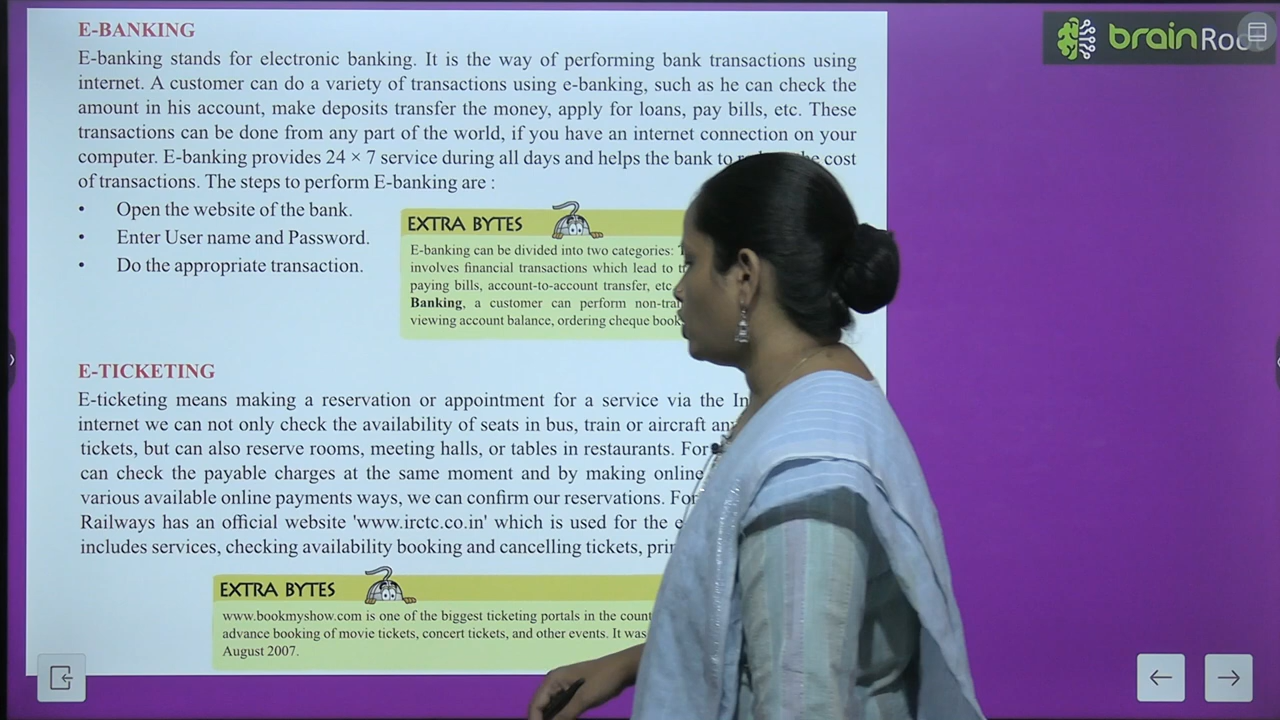 brainRoo
E-BANKING
E-banking stands for electronic banking. It is the way of performing bank transactions using
internet. A customer can do a variety of transactions using e-banking, such as he can check the
amount in his account, make deposits transfer the money, apply for loans, pay bills, etc. These
transactions can be done from any part of the world, if you have an internet connection on your
computer. E-banking provides 24 × 7 service during all days and helps the bank to cost
of transactions. The steps to perform E-banking are :
• Open the website of the bank.
• Enter User name and Password.
• Do the appropriate transaction.
EXTRA BYTES
E-banking can be divided into two categories:
involves financial transactions which lead to
paying bills, account-to-account transfer, etc
Banking, a customer can perform
viewing account balance, ordering cheque book
E-TICKETING
E-ticketing means making a reservation or appointment for a service via the
internet we can not only check the availability of seats in bus, train or aircraft
tickets, but can also reserve rooms, meeting halls, or tables in restaurants. For
can check the payable charges at the same moment and by making online
various available online payments ways, we can confirm our reservations. For
Railways has an official website 'www.irctc.co.in' which is used for the
includes services, checking availability booking and cancelling tickets,
EXTRA BYTES
www.bookmyshow.com is one of the biggest ticketing portals in the
advance booking of movie tickets, concert tickets, and other events. It was
August 2007.